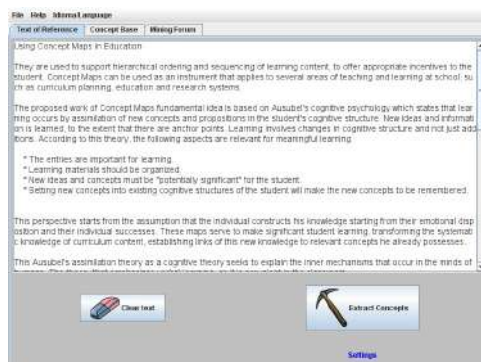 File Help Idioma/Language
Text of Reference Concept Base Mining Forum
Using Concept Maps in Education
They are used to support hierarchical ordering and sequencing of learning content, to offer appropriate incentives to the
student. Concept Maps can be used as an instrument that applies to several areas of teaching and learning at school, su
ch as curriculum planning, education and research systems.
The proposed work of Concept Maps fundamental idea is based on Ausubel's cognitive psychology which states that lear
ning occurs by assimilation of new concepts and propositions in the student's cognitive structure. New ideas and informati
on is learned, to the extent that there are anchor points. Learning involves changes in cognitive structure and not just add
itions. According to this theory, the following aspects are relevant for meaningful learning
* The entries are important for learning.
* Learning materials should be organized.
* New ideas and concepts must be "potentially significant" for the student.
* Setting new concepts into existing cognitive structures of the student will make the new concepts to be remembered.
This perspective starts from the assumption that the individual constructs his knowledge starting from their emotional disp
osition and their individual successes. These maps serve to make significant student learning, transforming the systemati
c knowledge of curriculum content, establishing links of this new knowledge to relevant concepts he already possesses.
This Ausubel's assimilation theory as a cognitive theory seeks to explain the inner mechanisms that occur in the minds of
Clear text
Extract Concepts
Settings